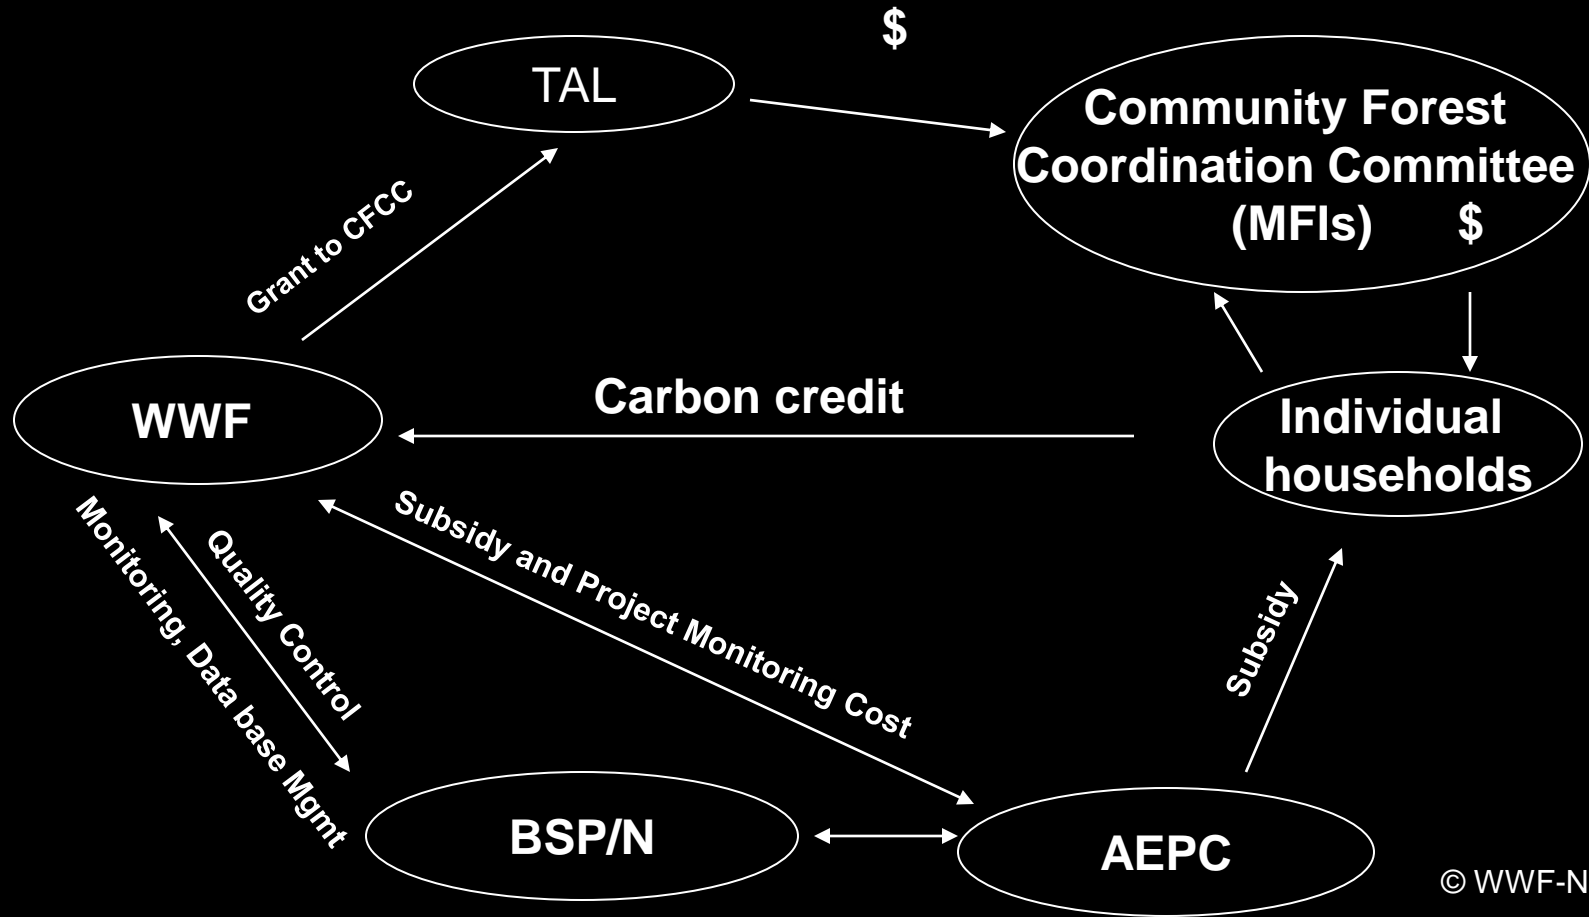 $
TAL
Community Forest
Coordination Committee
(MFIs) $
Grant to CFCC
WWF
Carbon credit
Individual
households
Subsidy and Project Monitoring Cost
Quality Control
Monitoring, Data base Mgmt
Subsidy
BSP/N
AEPC
© WWF-N